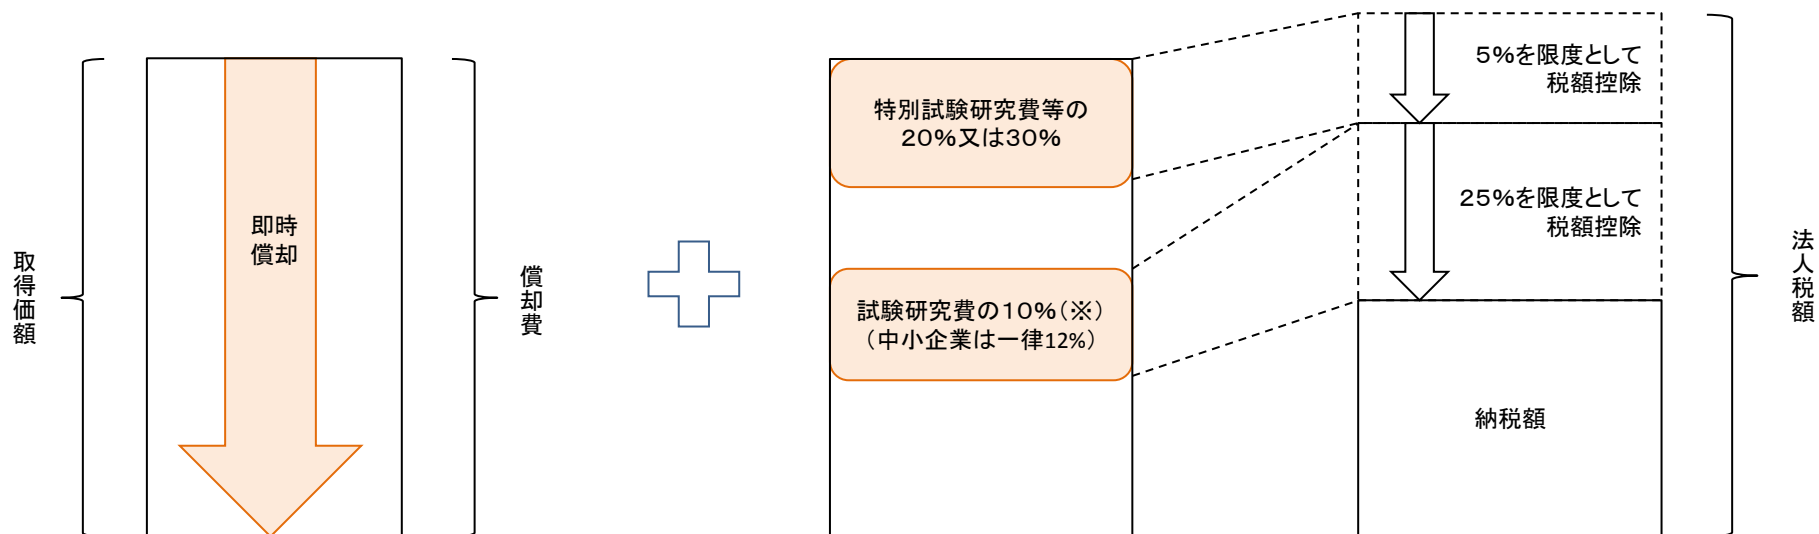 取得価額
即時
償却
償却費
特別試験研究費等の
20%又は30%
試験研究費の10%(※)
(中小企業は一律12%)
5%を限度として
税額控除
25%を限度として
税額控除
納税額
法人税額